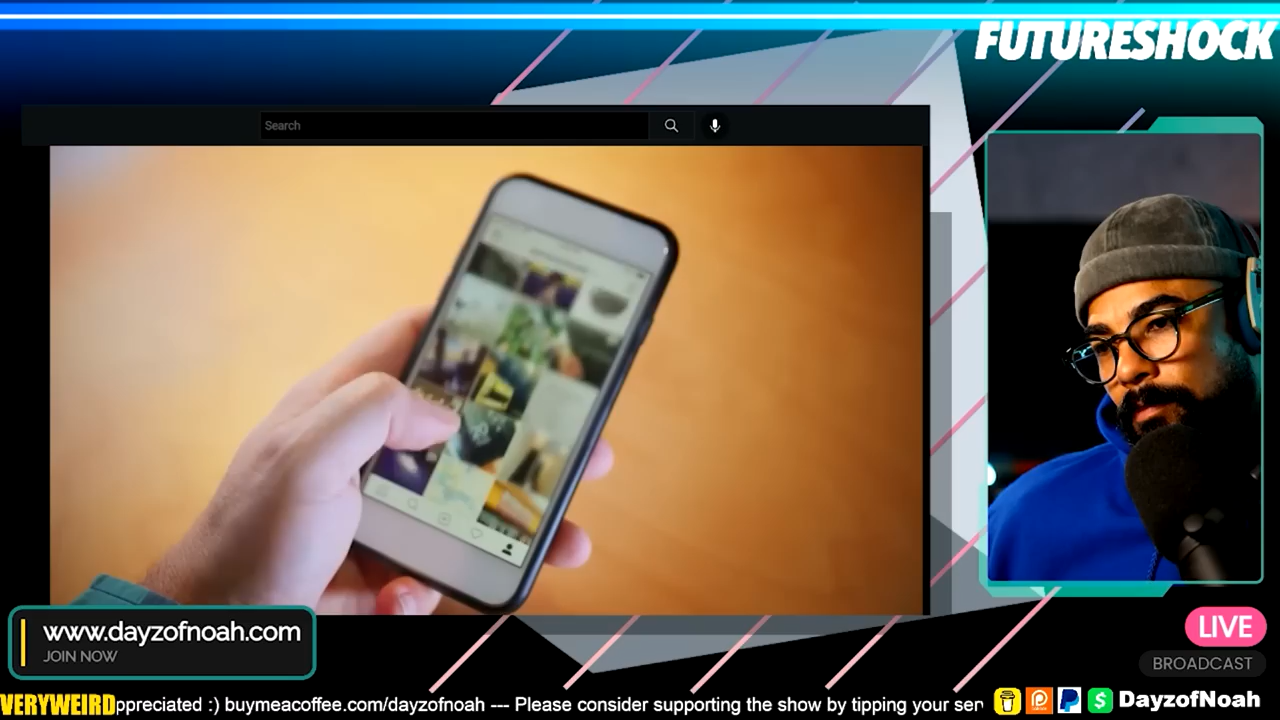 FUTURESHOCK
Search
www.dayzofnoah.com
JOIN NOW
LIVE
BROADCAST
VERYWEIRD ppreciated :) buymeacoffee.com/dayzofnoah --- Please consider supporting the show by tipping your ser
DayzofNoah